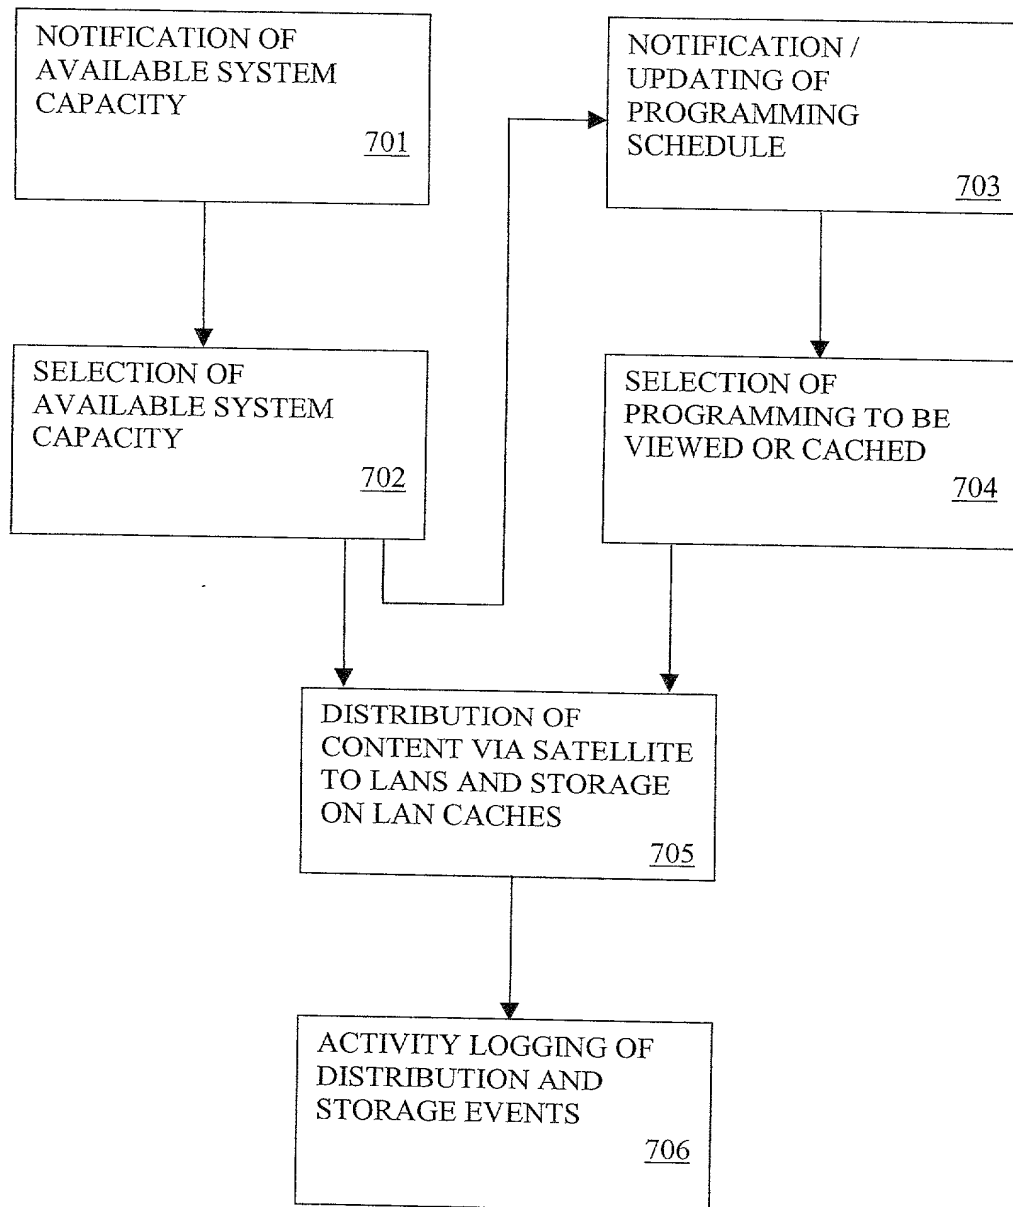 NOTIFICATION OF
AVAILABLE SYSTEM
CAPACITY
701
NOTIFICATION /
UPDATING OF
PROGRAMMING
SCHEDULE
703
SELECTION OF
AVAILABLE SYSTEM
CAPACITY
702
SELECTION OF
PROGRAMMING TO BE
VIEWED OR CACHED
704
DISTRIBUTION OF
CONTENT VIA SATELLITE
TO LANS AND STORAGE
ON LAN CACHES
705
ACTIVITY LOGGING OF
DISTRIBUTION AND
STORAGE EVENTS
706